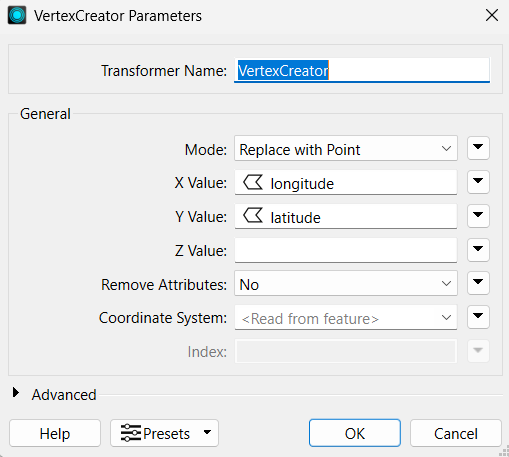 VertexCreator Parameters
Transformer Name: VertexCreator
General
Mode: Replace with Point
X Value: longitude
Y Value: latitude
Z Value:
Remove Attributes: No
Coordinate System: <Read from feature>
Index:
Advanced
Help Presets OK Cancel